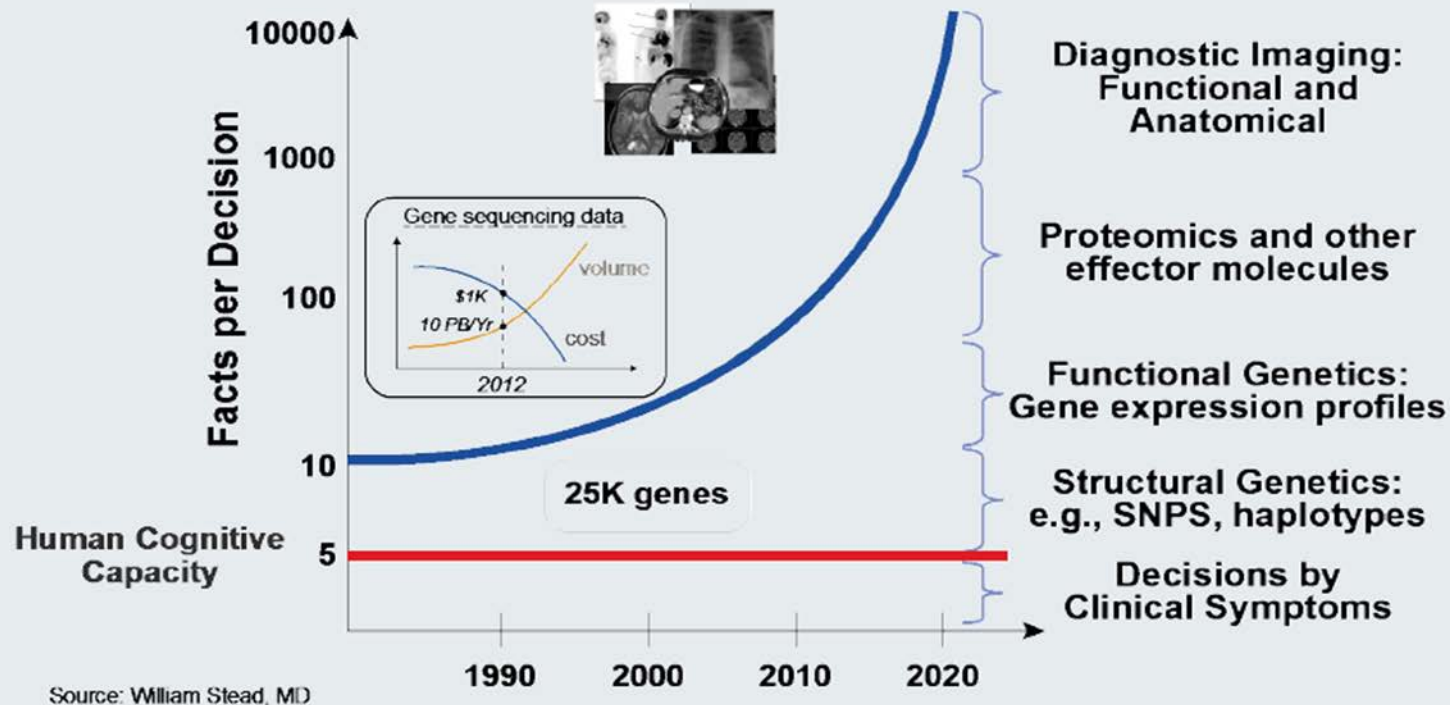 10000
1000
100
10
5
Facts per Decision
Human Cognitive
Capacity
Gene sequencing data
volume
$1K
10 PB/Yr
cost
2012
25K genes
1990
2000
2010
2020
Diagnostic Imaging:
Functional and
Anatomical
Proteomics and other
effector molecules
Functional Genetics:
Gene expression profiles
Structural Genetics:
e.g., SNPS, haplotypes
Decisions by
Clinical Symptoms
Source: William Stead, MD